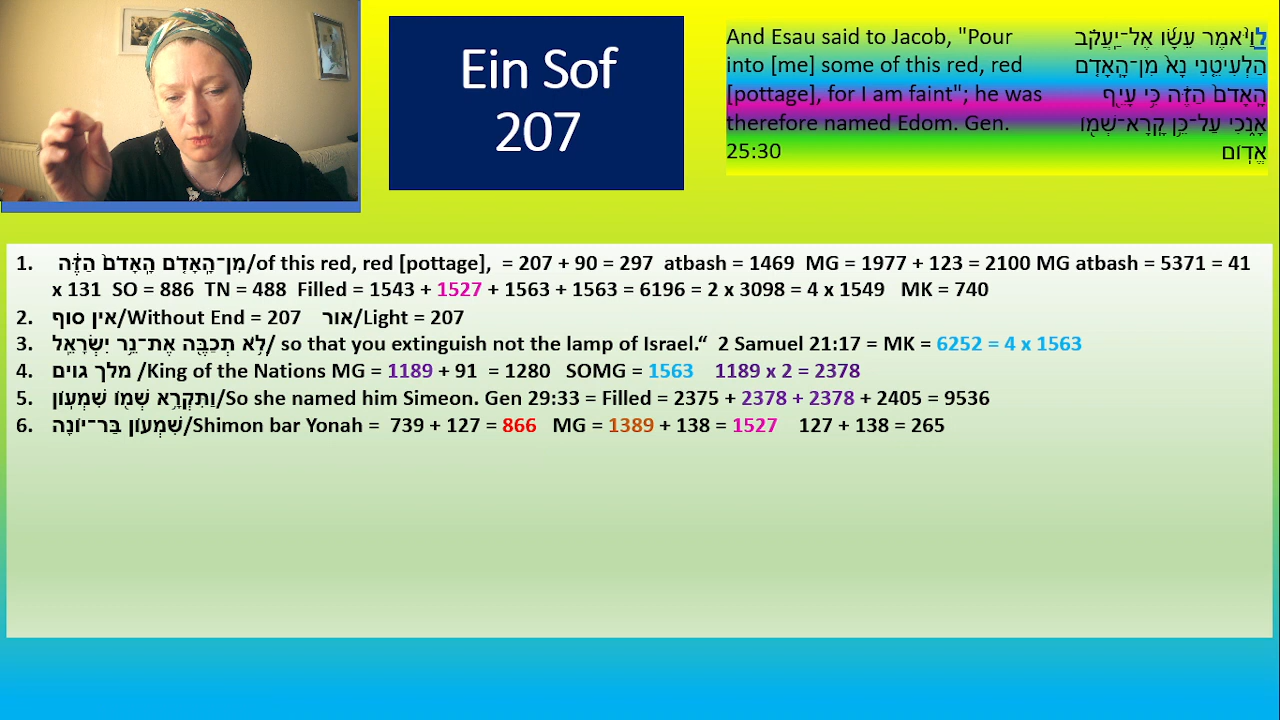 Ein Sof
207
And Esau said to Jacob, "Pour
into [me] some of this red, red
[pottage], for I am faint"; he was
therefore named Edom. Gen.
25:30
לוַיֹּ֨אמֶר עֵשָׂ֜ו אֶל־יַֽעֲקֹ֗ב
הַלְעִיטֵ֤נִי נָא֙ מִן־הָֽאָדֹ֤ם
הָֽאָדֹם֙ הַזֶּ֔ה כִּ֥י עָיֵ֖ף
אָנֹ֑כִי עַל־כֵּ֥ן קָרָֽא־שְׁמ֖וֹ
אֱדֽוֹם
1. מִן־הָֽאָדֹ֤ם הָֽאָדֹם֙ הַזֶּ֔ה/of this red, red [pottage], = 207 + 90 = 297 atbash = 1469 MG = 1977 + 123 = 2100 MG atbash = 5371 = 41
x 131 SO = 886 TN = 488 Filled = 1543 + 1527 + 1563 + 1563 = 6196 = 2 x 3098 = 4 x 1549 MK = 740
2. אין סוף/Without End = 207 אור/Light = 207
3. לֹ֥א תְכַבֶּ֖ה אֶת־נֵ֥ר יִשְׂרָאֵֽל/ so that you extinguish not the lamp of Israel.“ 2 Samuel 21:17 = MK = 6252 = 4 x 1563
4. מלך גוים /King of the Nations MG = 1189 + 91 = 1280 SOMG = 1563 1189 x 2 = 2378
5. וַתִּקְרָ֥א שְׁמ֖וֹ שִׁמְעֽוֹן/So she named him Simeon. Gen 29:33 = Filled = 2375 + 2378 + 2378 + 2405 = 9536
6. שִׁמְעוֹן בַּר־יוֹנָה/Shimon bar Yonah = 739 + 127 = 866 MG = 1389 + 138 = 1527 127 + 138 = 265